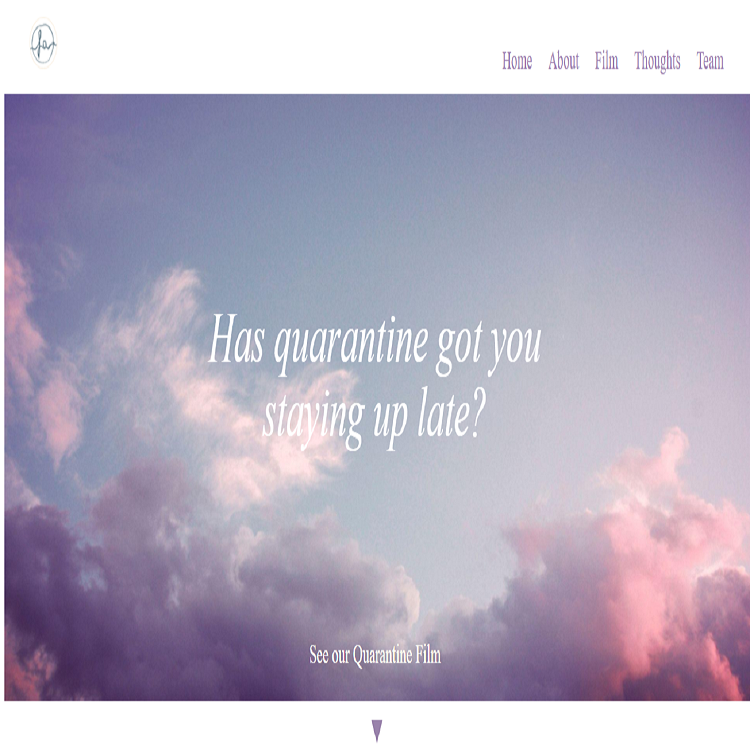 Home About Film Thoughts Team
Has quarantine got you
staying up late?
See our Quarantine Film